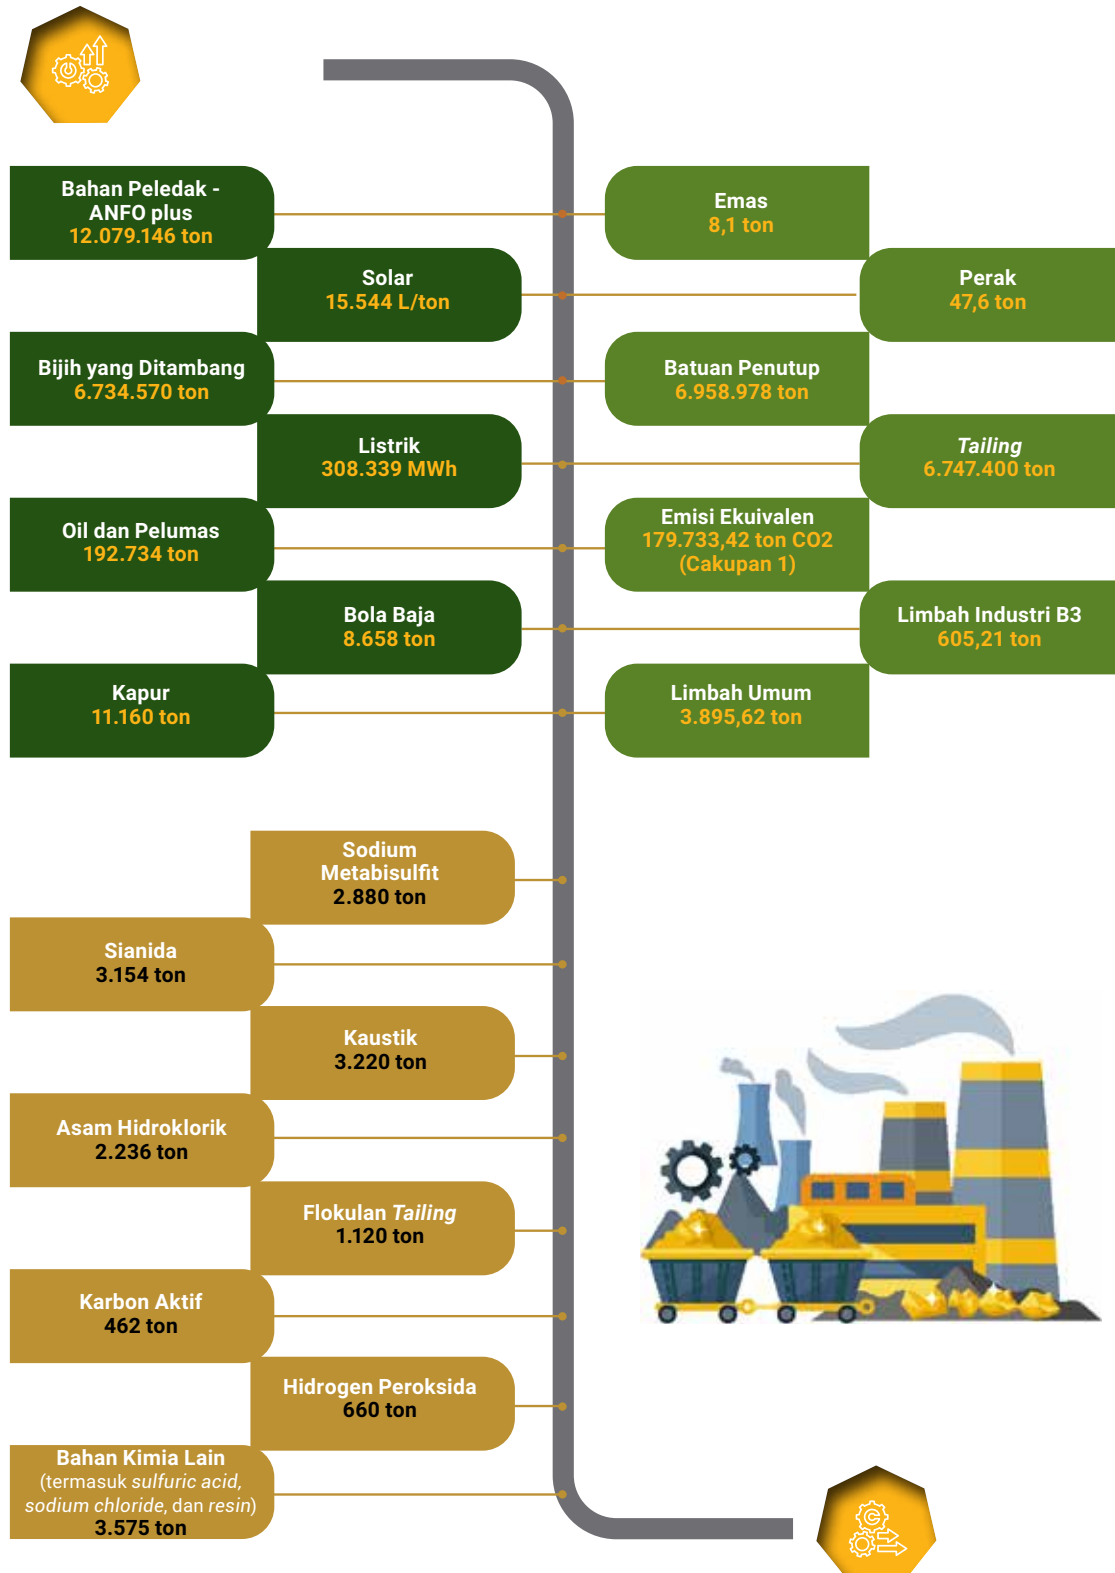 Bahan Peledak -
ANFO plus
12.079.146 ton
Emas
8,1 ton
Solar
15.544 L/ton
Perak
47,6 ton
Bijih yang Ditambang
6.734.570 ton
Batuan Penutup
6.958.978 ton
Listrik
308.339 MWh
Tailing
6.747.400 ton
Oil dan Pelumas
192.734 ton
Emisi Ekuivalen
179.733,42 ton CO2
(Cakupan 1)
Bola Baja
8.658 ton
Limbah Industri B3
605,21 ton
Kapur
11.160 ton
Limbah Umum
3.895,62 ton
Sodium
Metabisulfit
2.880 ton
Sianida
3.154 ton
Kaustik
3.220 ton
Asam Hidroklorik
2.236 ton
Flokulan Tailing
1.120 ton
Karbon Aktif
462 ton
Hidrogen Peroksida
660 ton
Bahan Kimia Lain
(termasuk sulfuric acid,
sodium chloride, dan resin)
3.575 ton